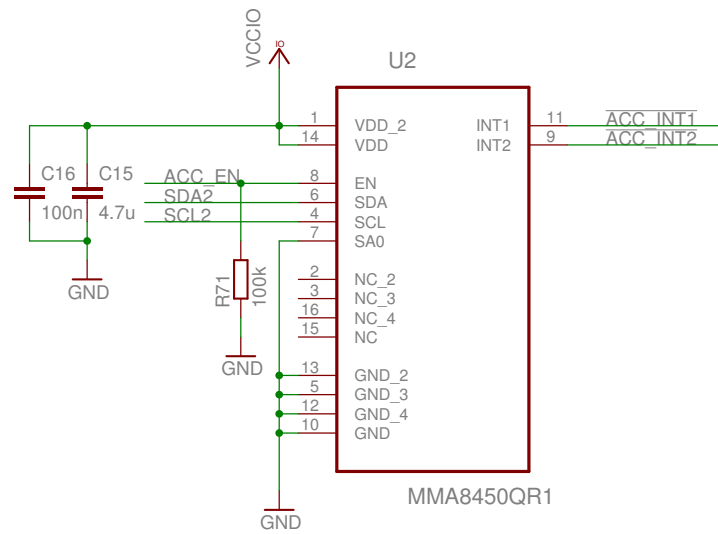 VCCIO
IO
U2
1 VDD_2 INT1 11 ACC_INT1
14 VDD INT2 9 ACC_INT2
C16 C15
100n 4.7u
ACC_EN 8 EN
SDA2 6 SDA
SCL2 4 SCL
7 SA0
GND
R71 100k
2 NC_2
3 NC_3
16 NC_4
15 NC
GND
13 GND_2
5 GND_3
12 GND_4
10 GND
MMA8450QR1
GND